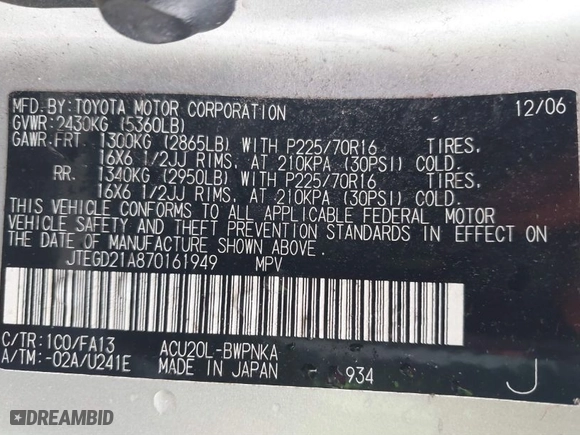 MFD.BY:TOYOTA MOTOR CORPORATION 12/06
GVWR:2430KG (5360LB)
GAWR.FRT. 1300KG (2865LB) WITH P225/70R16 TIRES,
16X6 1/2JJ RIMS, AT 210KPA (30PSI) COLD.
RR. 1340KG (2950LB) WITH P225/70R16 TIRES,
16X6 1/2JJ RIMS, AT 210KPA (30PSI) COLD.
THIS VEHICLE CONFORMS TO ALL APPLICABLE FEDERAL MOTOR
VEHICLE SAFETY AND THEFT PREVENTION STANDARDS IN EFFECT ON
THE DATE OF MANUFACTURE SHOWN ABOVE.
JTEGD21A870161949 MPV
C/TR:1C0/FA13 ACU20L-BWPNKA
A/TM:-02A/U241E MADE IN JAPAN 934 J
DREAMBID